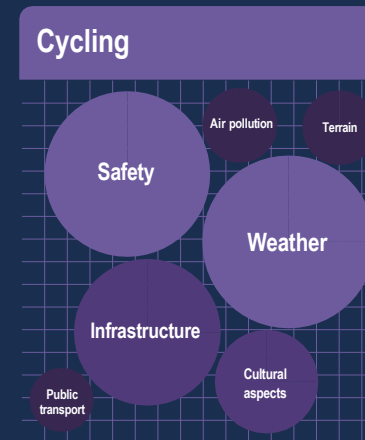 Cycling
Air pollution
Terrain
Safety
Weather
Infrastructure
Cultural
aspects
Public
transport